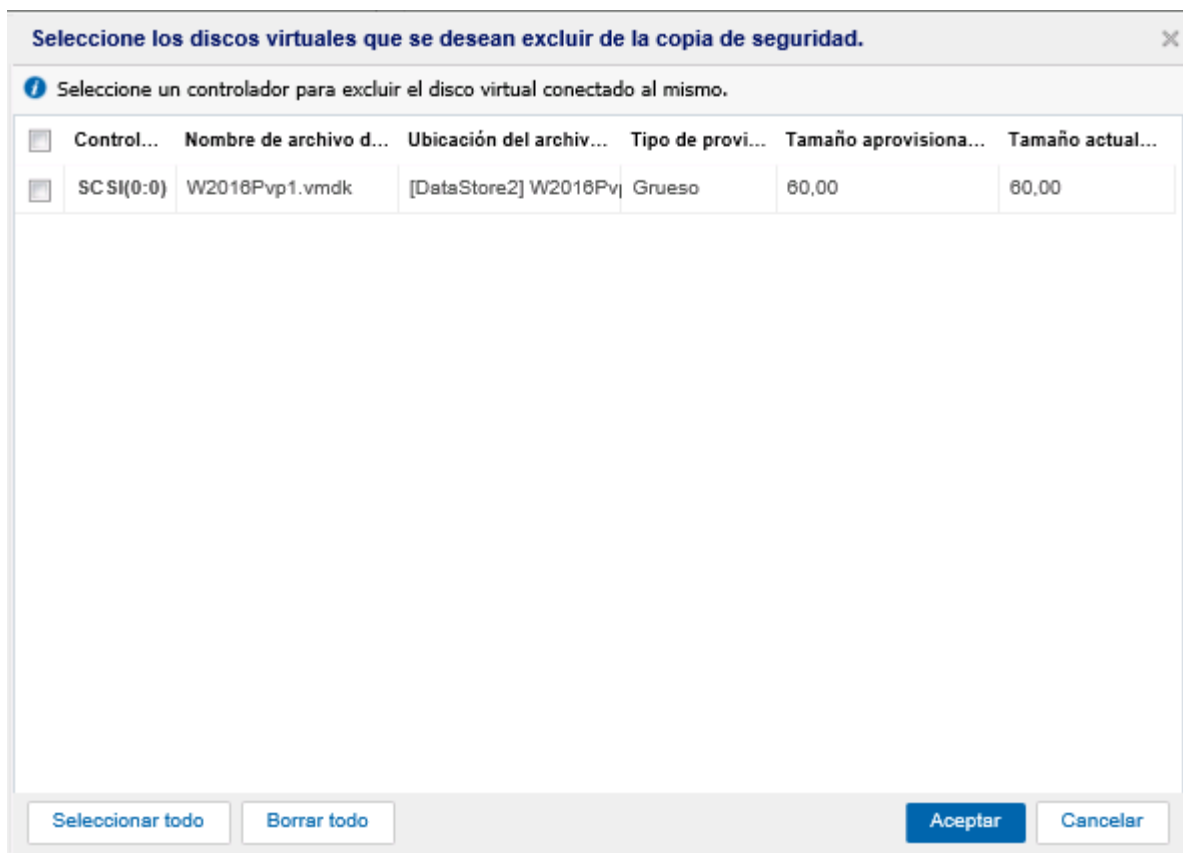 Seleccione los discos virtuales que se desean excluir de la copia de seguridad.
Seleccione un controlador para excluir el disco virtual conectado al mismo.
Control... Nombre de archivo d... Ubicación del archiv... Tipo de provi... Tamaño aprovisiona... Tamaño actual...
SCSI(0:0) W2016Pvp1.vmdk [DataStore2] W2016Pvp Grueso 60,00 60,00
Seleccionar todo Borrar todo Aceptar Cancelar